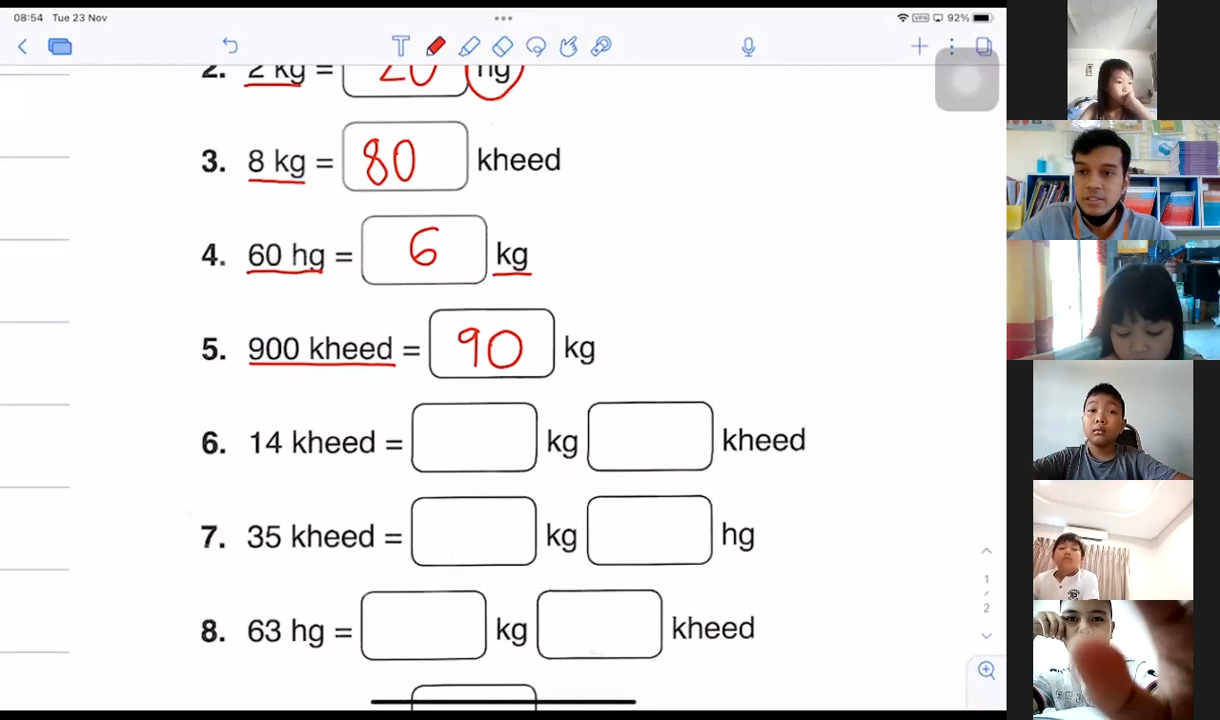 08:54 Tue 23 Nov
VPN 92%
2. 2 kg = 20 hg
3. 8 kg = 80 kheed
4. 60 hg = 6 kg
5. 900 kheed = 90 kg
6. 14 kheed = kg kheed
7. 35 kheed = kg hg
8. 63 hg = kg kheed
1
/
2